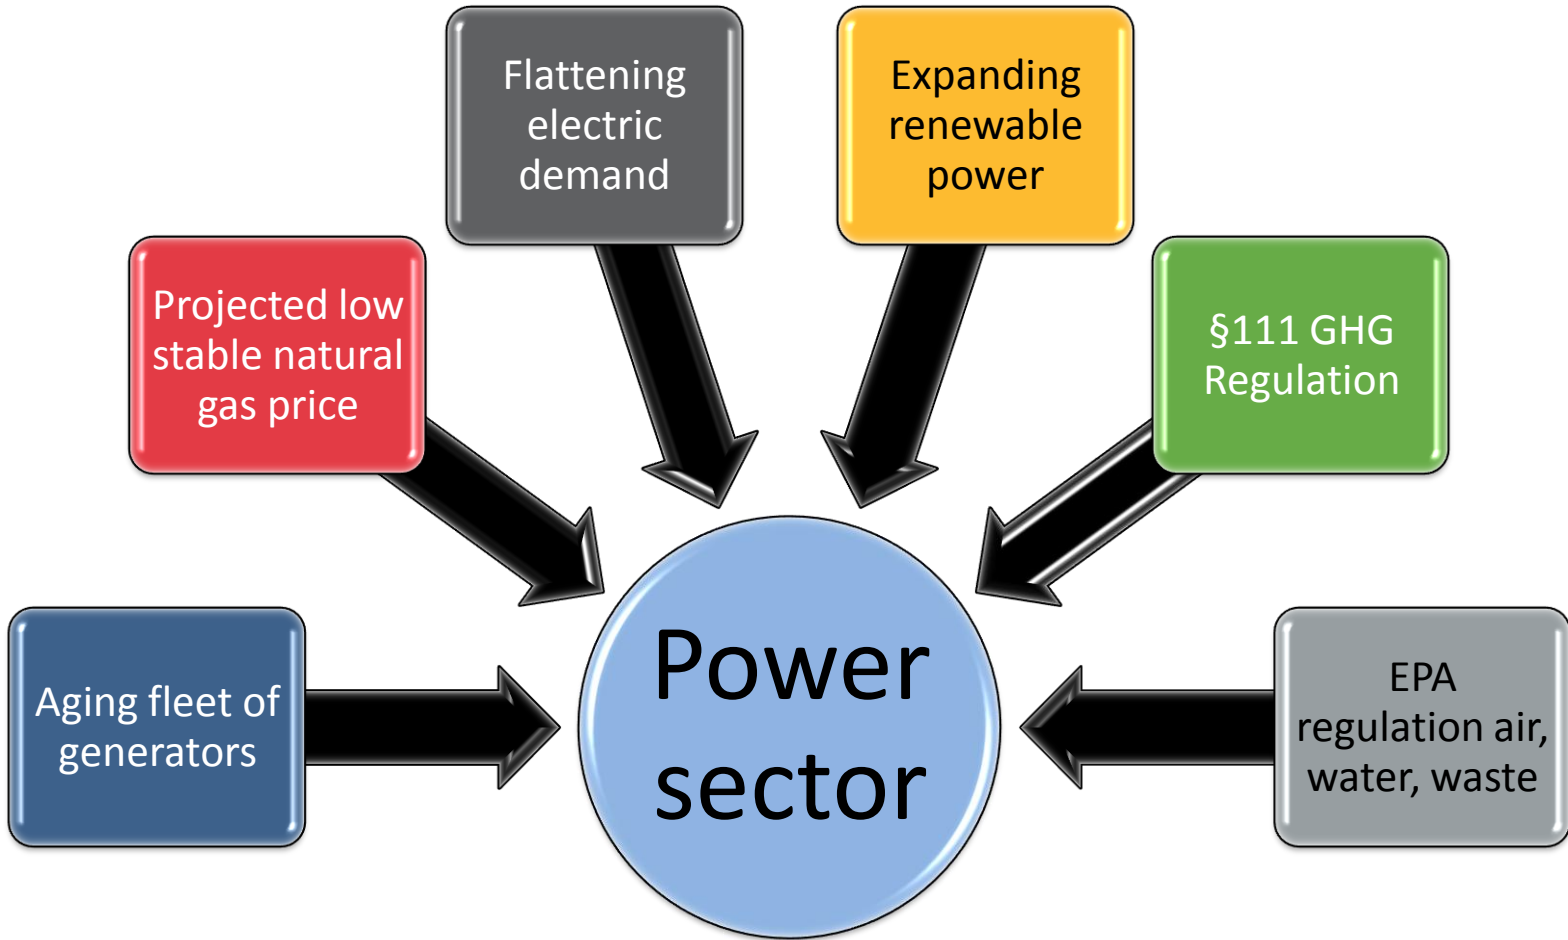 Flattening
electric
demand
Expanding
renewable
power
Projected low
stable natural
gas price
§111 GHG
Regulation
Aging fleet of
generators
Power
sector
EPA
regulation air,
water, waste